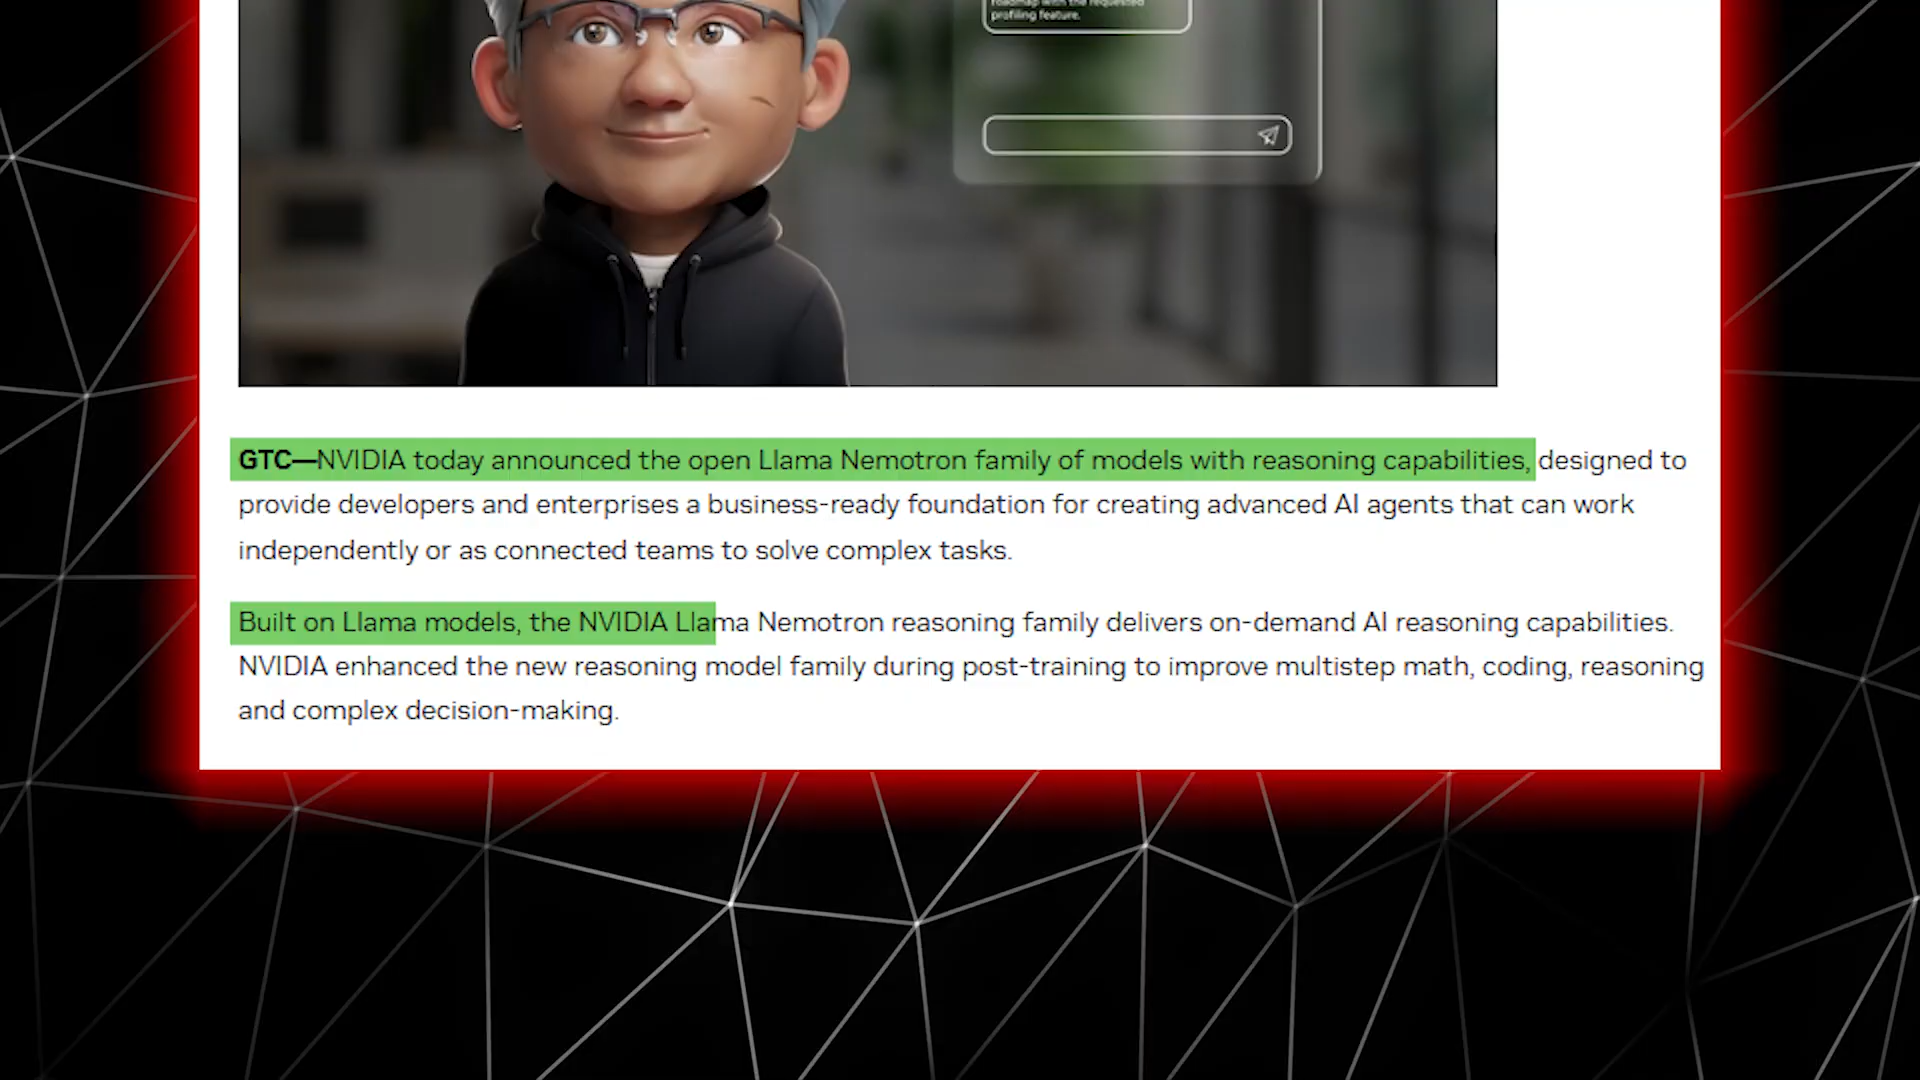 roadmap with the requested
profiling feature.
GTC—NVIDIA today announced the open Llama Nemotron family of models with reasoning capabilities, designed to
provide developers and enterprises a business-ready foundation for creating advanced AI agents that can work
independently or as connected teams to solve complex tasks.
Built on Llama models, the NVIDIA Llama Nemotron reasoning family delivers on-demand AI reasoning capabilities.
NVIDIA enhanced the new reasoning model family during post-training to improve multistep math, coding, reasoning
and complex decision-making.